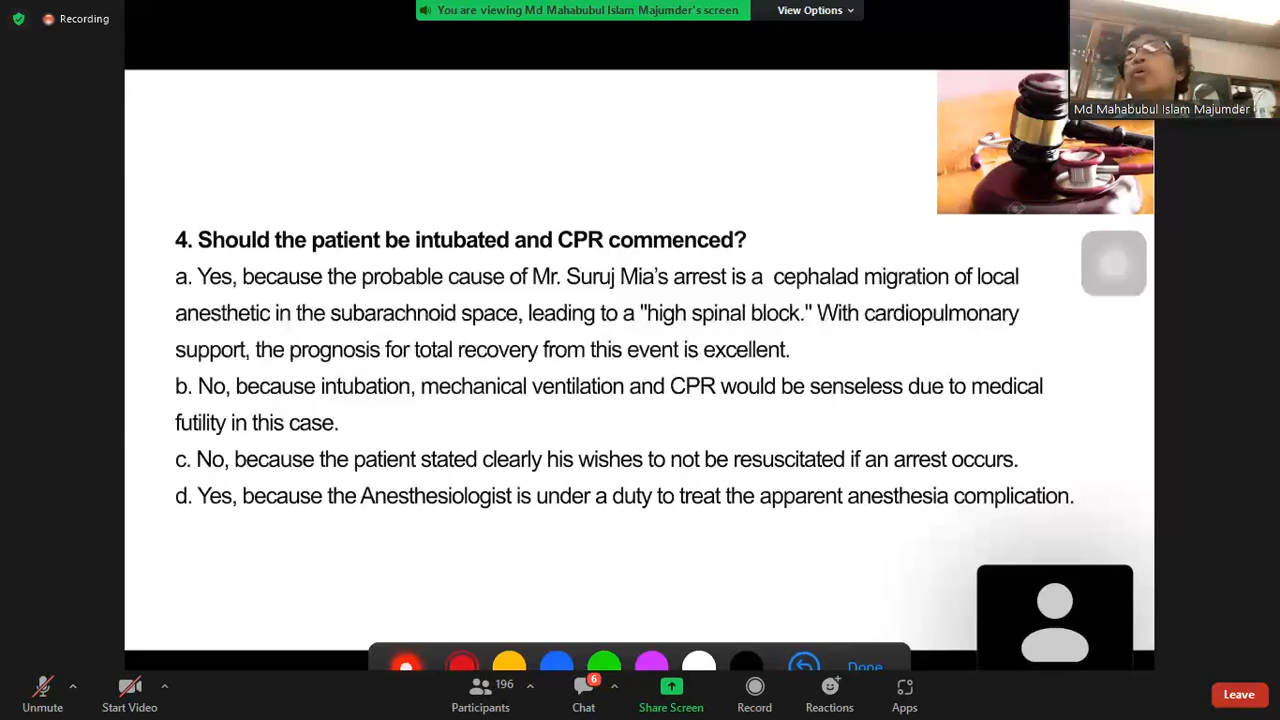 Recording
You are viewing Md Mahabubul Islam Majumder's screen
View Options
Md Mahabubul Islam Majumder
4. Should the patient be intubated and CPR commenced?
a. Yes, because the probable cause of Mr. Suruj Mia's arrest is a cephalad migration of local
anesthetic in the subarachnoid space, leading to a "high spinal block." With cardiopulmonary
support, the prognosis for total recovery from this event is excellent.
b. No, because intubation, mechanical ventilation and CPR would be senseless due to medical
futility in this case.
c. No, because the patient stated clearly his wishes to not be resuscitated if an arrest occurs.
d. Yes, because the Anesthesiologist is under a duty to treat the apparent anesthesia complication.
Done
Unmute
Start Video
196
Participants
6
Chat
Share Screen
Record
Reactions
Apps
Leave